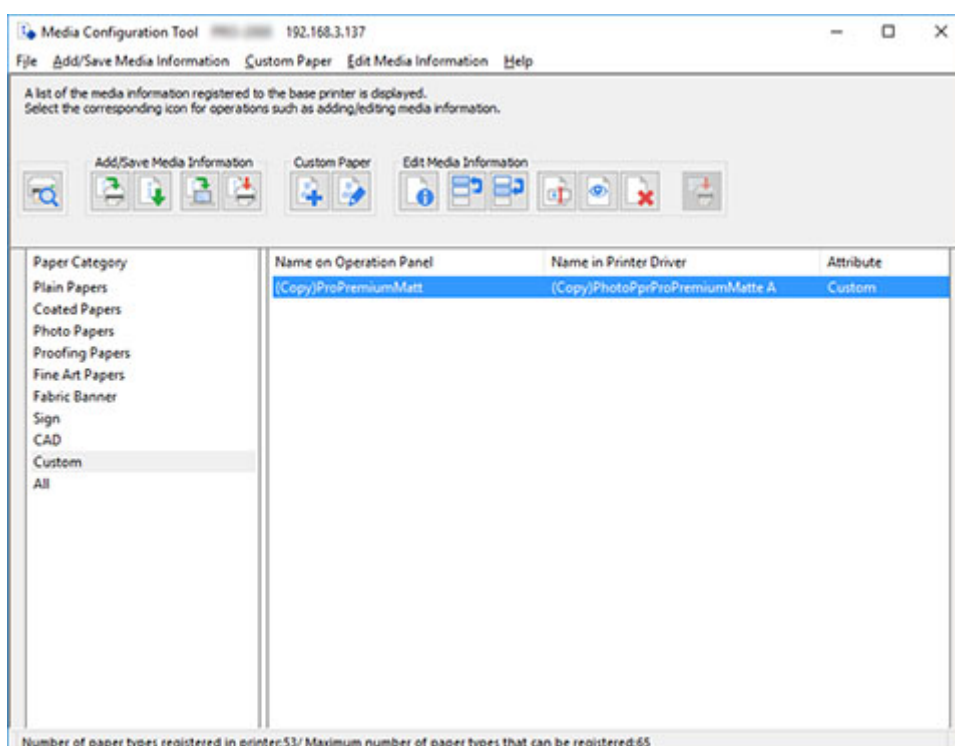 Media Configuration Tool 192.168.3.137
File Add/Save Media Information Custom Paper Edit Media Information Help
A list of the media information registered to the base printer is displayed.
Select the corresponding icon for operations such as adding/editing media information.
Add/Save Media Information Custom Paper Edit Media Information
Paper Category Name on Operation Panel Name in Printer Driver Attribute
Plain Papers (Copy)ProPremiumMatt (Copy)PhotoPprProPremiumMatte A Custom
Coated Papers
Photo Papers
Proofing Papers
Fine Art Papers
Fabric Banner
Sign
CAD
Custom
All
Number of paper types registered in printer:53/ Maximum number of paper types that can be registered:65